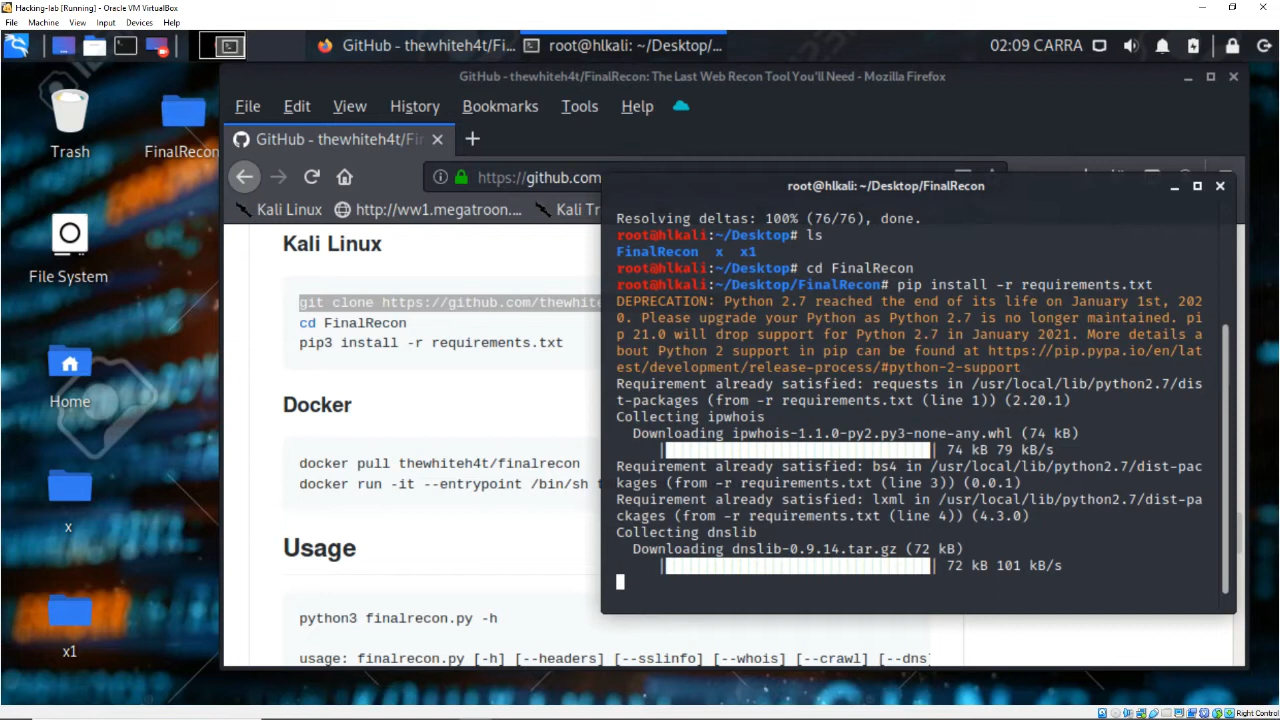 Hacking-lab [Running] - Oracle VM VirtualBox
File Machine View Input Devices Help
GitHub - thewhiteh4t/Fi...
root@hlkali: ~/Desktop/...
02:09 CARRA
GitHub - thewhiteh4t/FinalRecon: The Last Web Recon Tool You'll Need - Mozilla Firefox
File Edit View History Bookmarks Tools Help
GitHub - thewhiteh4t/Fin
https://github.com
Kali Linux http://ww1.megatroon.... Kali Tr
Trash
FinalRecon
File System
Home
x
x1
Kali Linux
git clone https://github.com/thewhite
cd FinalRecon
pip3 install -r requirements.txt
Docker
docker pull thewhiteh4t/finalrecon
docker run -it --entrypoint /bin/sh
Usage
python3 finalrecon.py -h
usage: finalrecon.py [-h] [--headers] [--sslinfo] [--whois] [--crawl] [--dns
root@hlkali: ~/Desktop/FinalRecon
Resolving deltas: 100% (76/76), done.
root@hlkali:~/Desktop# ls
FinalRecon x x1
root@hlkali:~/Desktop# cd FinalRecon
root@hlkali:~/Desktop/FinalRecon# pip install -r requirements.txt
DEPRECATION: Python 2.7 reached the end of its life on January 1st, 202
0. Please upgrade your Python as Python 2.7 is no longer maintained. pi
p 21.0 will drop support for Python 2.7 in January 2021. More details a
bout Python 2 support in pip can be found at https://pip.pypa.io/en/lat
est/development/release-process/#python-2-support
Requirement already satisfied: requests in /usr/local/lib/python2.7/dis
t-packages (from -r requirements.txt (line 1)) (2.20.1)
Collecting ipwhois
Downloading ipwhois-1.1.0-py2.py3-none-any.whl (74 kB)
| | 74 kB 79 kB/s
Requirement already satisfied: bs4 in /usr/local/lib/python2.7/dist-pac
kages (from -r requirements.txt (line 3)) (0.0.1)
Requirement already satisfied: lxml in /usr/local/lib/python2.7/dist-pa
ckages (from -r requirements.txt (line 4)) (4.3.0)
Collecting dnslib
Downloading dnslib-0.9.14.tar.gz (72 kB)
| | 72 kB 101 kB/s
Right Control